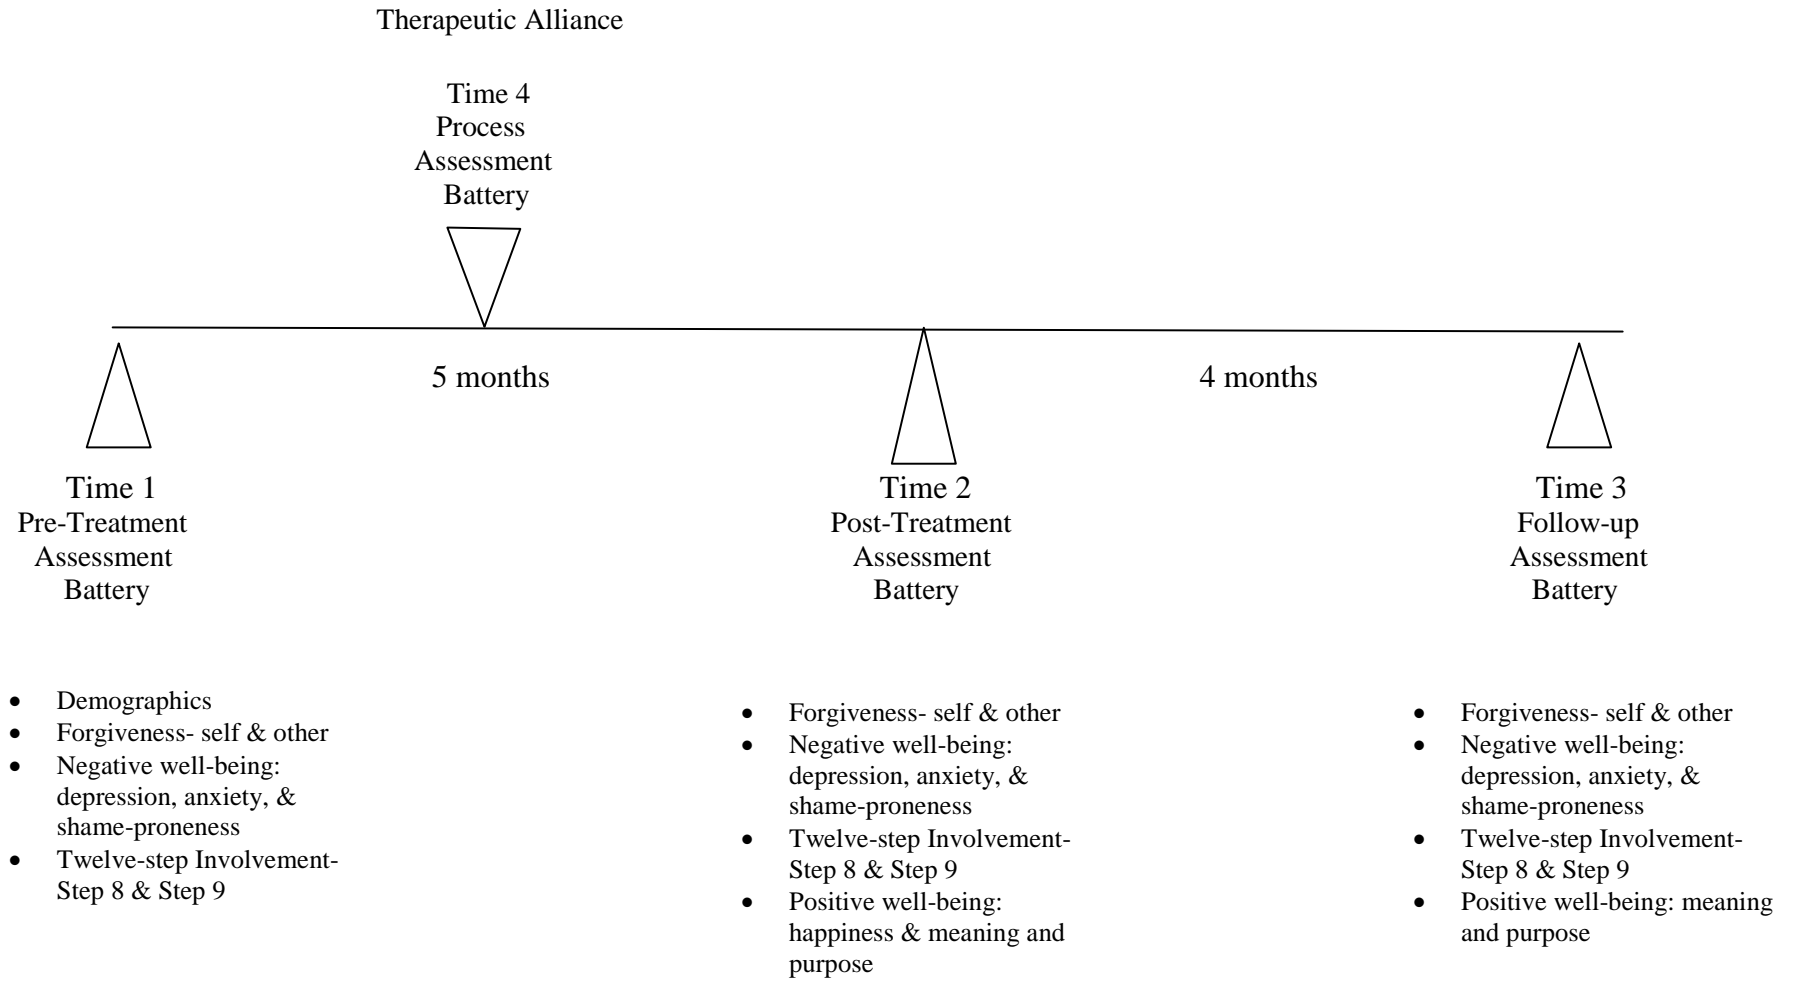 Therapeutic Alliance
Time 4
Process
Assessment
Battery
5 months
4 months
Time 1
Pre-Treatment
Assessment
Battery
Time 2
Post-Treatment
Assessment
Battery
Time 3
Follow-up
Assessment
Battery
• Demographics
• Forgiveness- self & other
• Negative well-being:
depression, anxiety, &
shame-proneness
• Twelve-step Involvement-
Step 8 & Step 9
• Forgiveness- self & other
• Negative well-being:
depression, anxiety, &
shame-proneness
• Twelve-step Involvement-
Step 8 & Step 9
• Positive well-being:
happiness & meaning and
purpose
• Forgiveness- self & other
• Negative well-being:
depression, anxiety, &
shame-proneness
• Twelve-step Involvement-
Step 8 & Step 9
• Positive well-being: meaning
and purpose